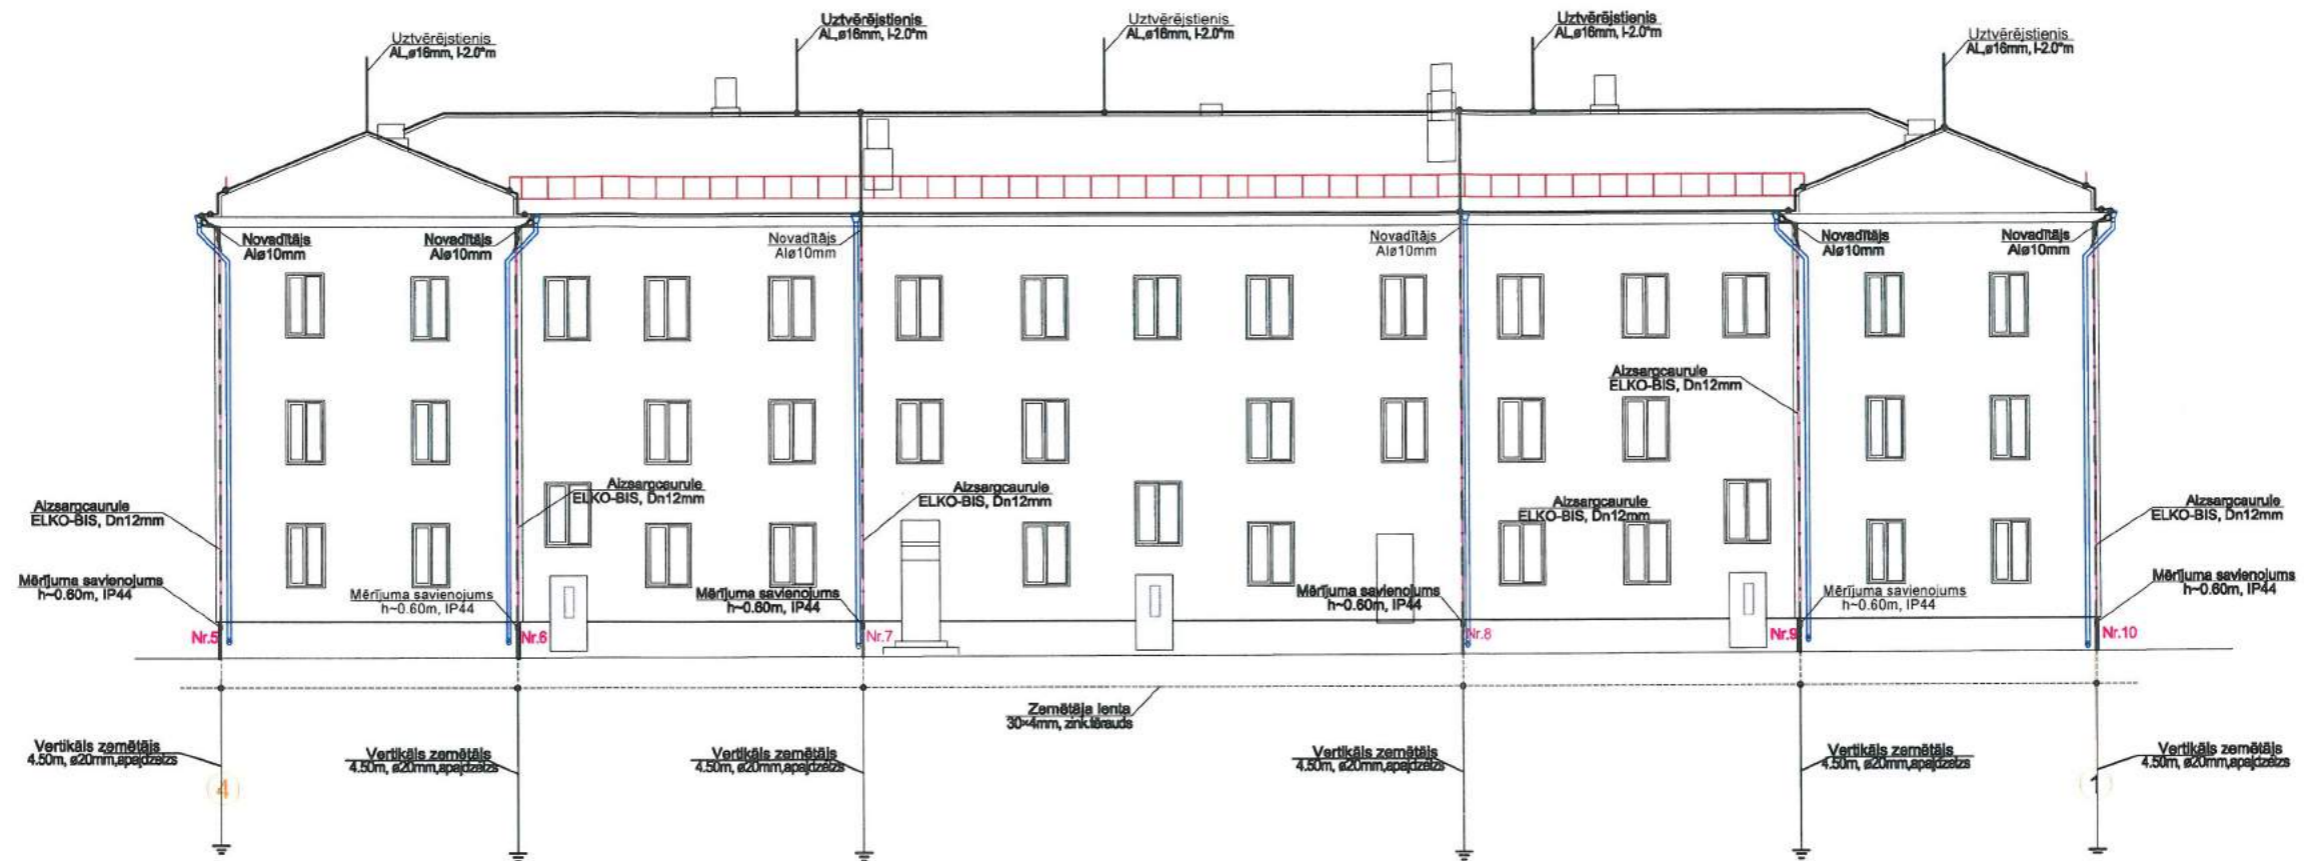 Uztvērējstienis
AL,ø16mm, l-2.0*m
Uztvērējstienis
AL,ø16mm, l-2.0*m
Uztvērējstienis
AL,ø16mm, l-2.0*m
Uztvērējstienis
AL,ø16mm, l-2.0*m
Uztvērējstienis
AL,ø16mm, l-2.0*m
Novadītājs
Alø10mm
Novadītājs
Alø10mm
Novadītājs
Alø10mm
Novadītājs
Alø10mm
Novadītājs
Alø10mm
Novadītājs
Alø10mm
Aizsargcaurule
ELKO-BIS, Dn12mm
Aizsargcaurule
ELKO-BIS, Dn12mm
Aizsargcaurule
ELKO-BIS, Dn12mm
Aizsargcaurule
ELKO-BIS, Dn12mm
Aizsargcaurule
ELKO-BIS, Dn12mm
Aizsargcaurule
ELKO-BIS, Dn12mm
Mērījuma savienojums
h~0.60m, IP44
Mērījuma savienojums
h~0.60m, IP44
Mērījuma savienojums
h~0.60m, IP44
Mērījuma savienojums
h~0.60m, IP44
Mērījuma savienojums
h~0.60m, IP44
Mērījuma savienojums
h~0.60m, IP44
Nr.5
Nr.6
Nr.7
Nr.8
Nr.9
Nr.10
Zemētāja lenta
30×4mm, zink.tērauds
Vertikāls zemētājs
4.50m, ø20mm,apaļdzelzs
Vertikāls zemētājs
4.50m, ø20mm,apaļdzelzs
Vertikāls zemētājs
4.50m, ø20mm,apaļdzelzs
Vertikāls zemētājs
4.50m, ø20mm,apaļdzelzs
Vertikāls zemētājs
4.50m, ø20mm,apaļdzelzs
Vertikāls zemētājs
4.50m, ø20mm,apaļdzelzs
4
1